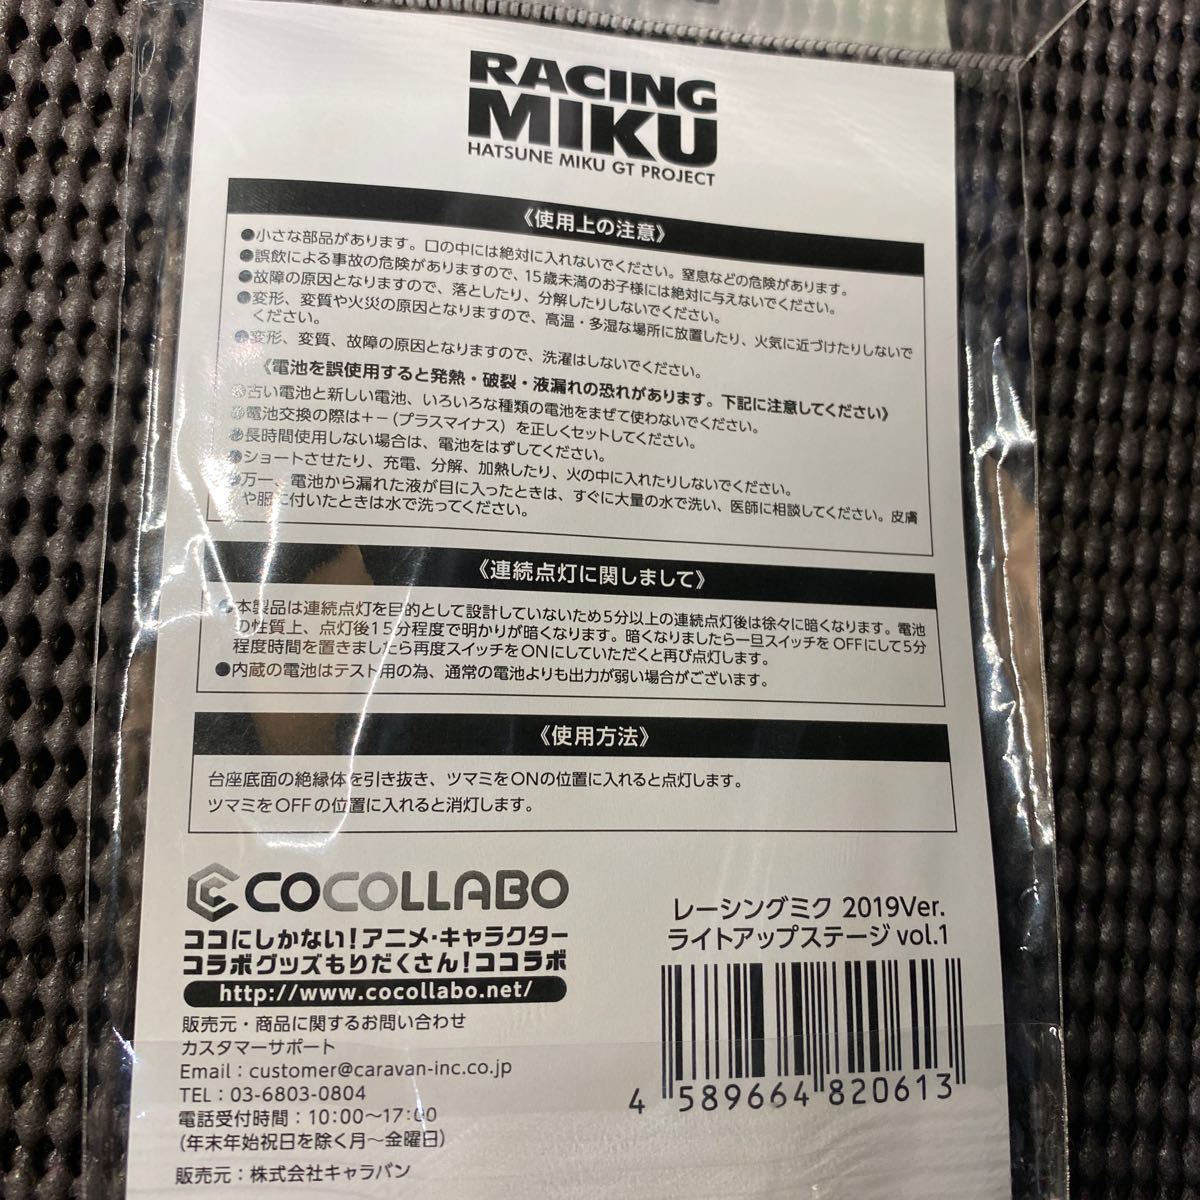 RACING
MIKU
HATSUNE MIKU GT PROJECT
《使用上の注意》
●小さな部品があります。口の中には絶対に入れないでください。窒息などの危険があります。
●誤飲による事故の危険がありますので、15歳未満のお子様には絶対に与えないでください。
●故障の原因となりますので、落としたり、分解したりしないでください。
●変形、変質や火災の原因となりますので、高温・多湿な場所に放置したり、火気に近づけたりしないで
ください。
●変形、変質、故障の原因となりますので、洗濯はしないでください。
《電池を誤使用すると発熱・破裂・液漏れの恐れがあります。下記に注意してください》
●古い電池と新しい電池、いろいろな種類の電池をまぜて使わないでください。
●電池交換の際は＋－(プラスマイナス)を正しくセットしてください。
●長時間使用しない場合は、電池をはずしてください。
●ショートさせたり、充電、分解、加熱したり、火の中に入れたりしないでください。
●万一、電池から漏れた液が目に入ったときは、すぐに大量の水で洗い、医師に相談してください。皮膚
や服に付いたときは水で洗ってください。
《連続点灯に関しまして》
●本製品は連続点灯を目的として設計していないため5分以上の連続点灯後は徐々に暗くなります。電池
の性質上、点灯後15分程度で明かりが暗くなります。暗くなりましたら一旦スイッチをOFFにして5分
程度時間を置きましたら再度スイッチをONにしていただくと再び点灯します。
●内蔵の電池はテスト用の為、通常の電池よりも出力が弱い場合がございます。
《使用方法》
台座底面の絶縁体を引き抜き、ツマミをONの位置に入れると点灯します。
ツマミをOFFの位置に入れると消灯します。
COCOLLABO
ココにしかない!アニメ・キャラクター
コラボグッズもりだくさん!ココラボ
http://www.cocollabo.net/
販売元・商品に関するお問い合わせ
カスタマーサポート
Email：customer@caravan-inc.co.jp
TEL：03-6803-0804
電話受付時間：10:00～17:00
(年末年始祝日を除く月～金曜日)
販売元：株式会社キャラバン
レーシングミク 2019Ver.
ライトアップステージ vol.1
4 589664 820613